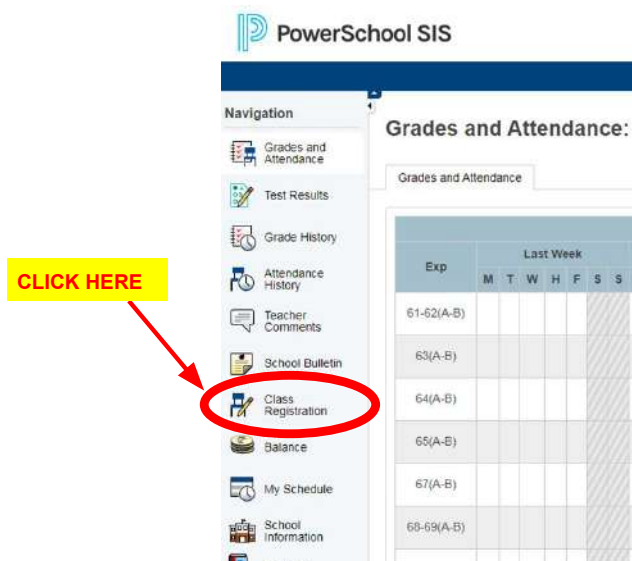 PowerSchool SIS
Navigation
Grades and
Attendance
Test Results
Grade History
Attendance
History
Teacher
Comments
School Bulletin
Class
Registration
Balance
My Schedule
School
Information
CLICK HERE
Grades and Attendance:
Grades and Attendance
Exp
Last Week
M T W H F S S
61-62(A-B)
63(A-B)
64(A-B)
65(A-B)
67(A-B)
68-69(A-B)